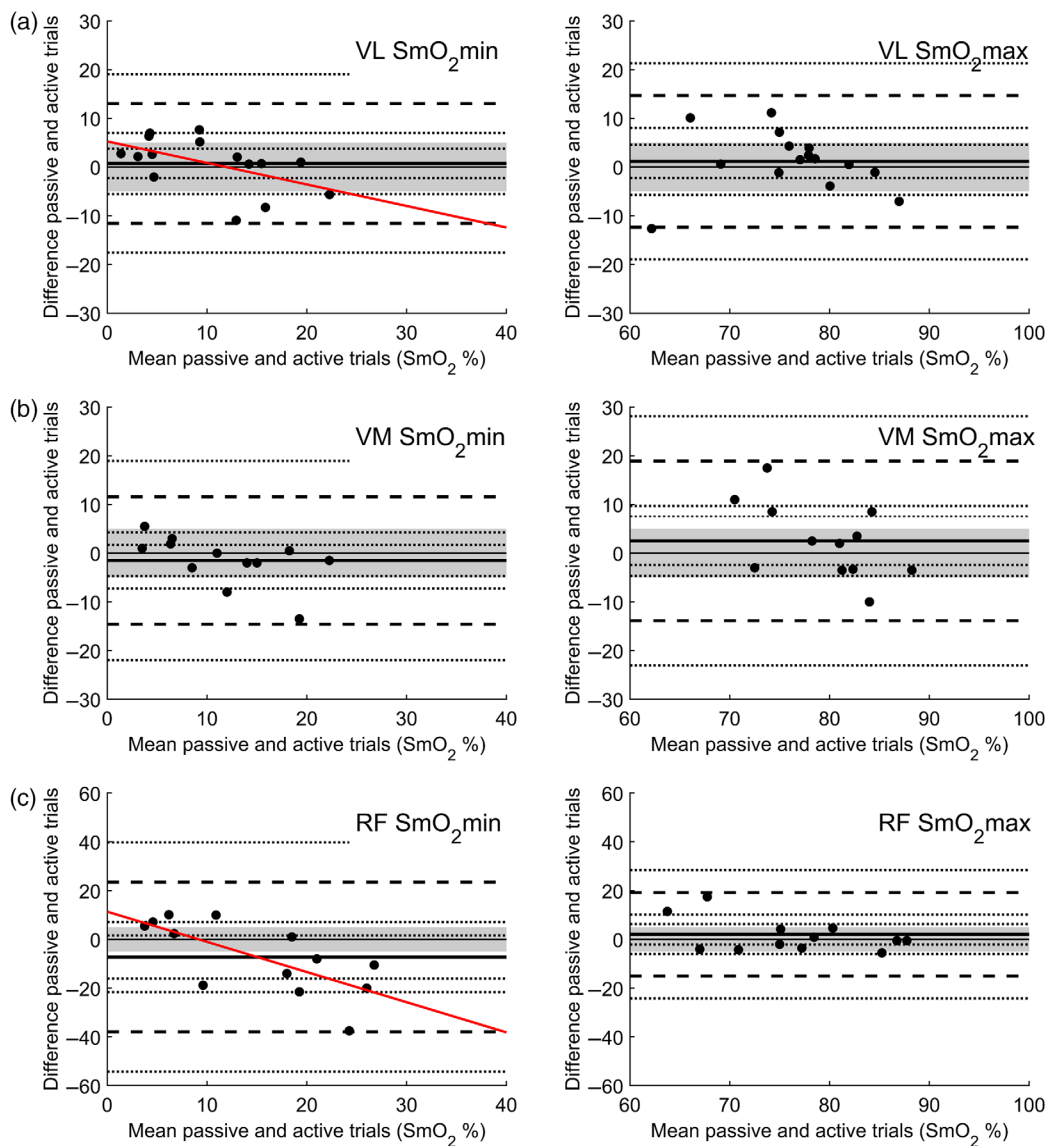 (a)
Difference passive and active trials
30
20
10
0
–10
–20
–30
VL SmO₂min
0 10 20 30 40
Mean passive and active trials (SmO₂ %)
Difference passive and active trials
30
20
10
0
–10
–20
–30
VL SmO₂max
60 70 80 90 100
Mean passive and active trials (SmO₂ %)
(b)
Difference passive and active trials
30
20
10
0
–10
–20
–30
VM SmO₂min
0 10 20 30 40
Mean passive and active trials (SmO₂ %)
Difference passive and active trials
30
20
10
0
–10
–20
–30
VM SmO₂max
60 70 80 90 100
Mean passive and active trials (SmO₂ %)
(c)
Difference passive and active trials
60
40
20
0
–20
–40
–60
RF SmO₂min
0 10 20 30 40
Mean passive and active trials (SmO₂ %)
Difference passive and active trials
60
40
20
0
–20
–40
–60
RF SmO₂max
60 70 80 90 100
Mean passive and active trials (SmO₂ %)